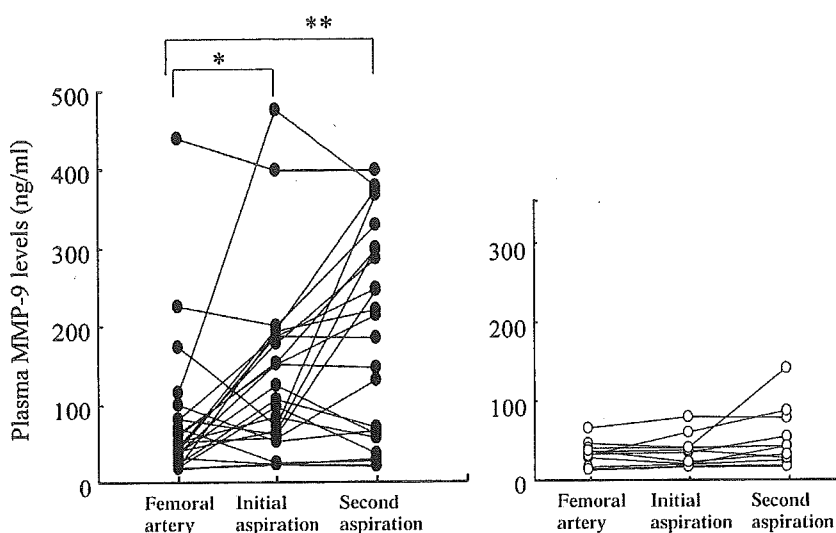 **
*
Plasma MMP-9 levels (ng/ml)
500
400
300
200
100
0
Femoral
artery
Initial
aspiration
Second
aspiration
300
200
100
0
Femoral
artery
Initial
aspiration
Second
aspiration